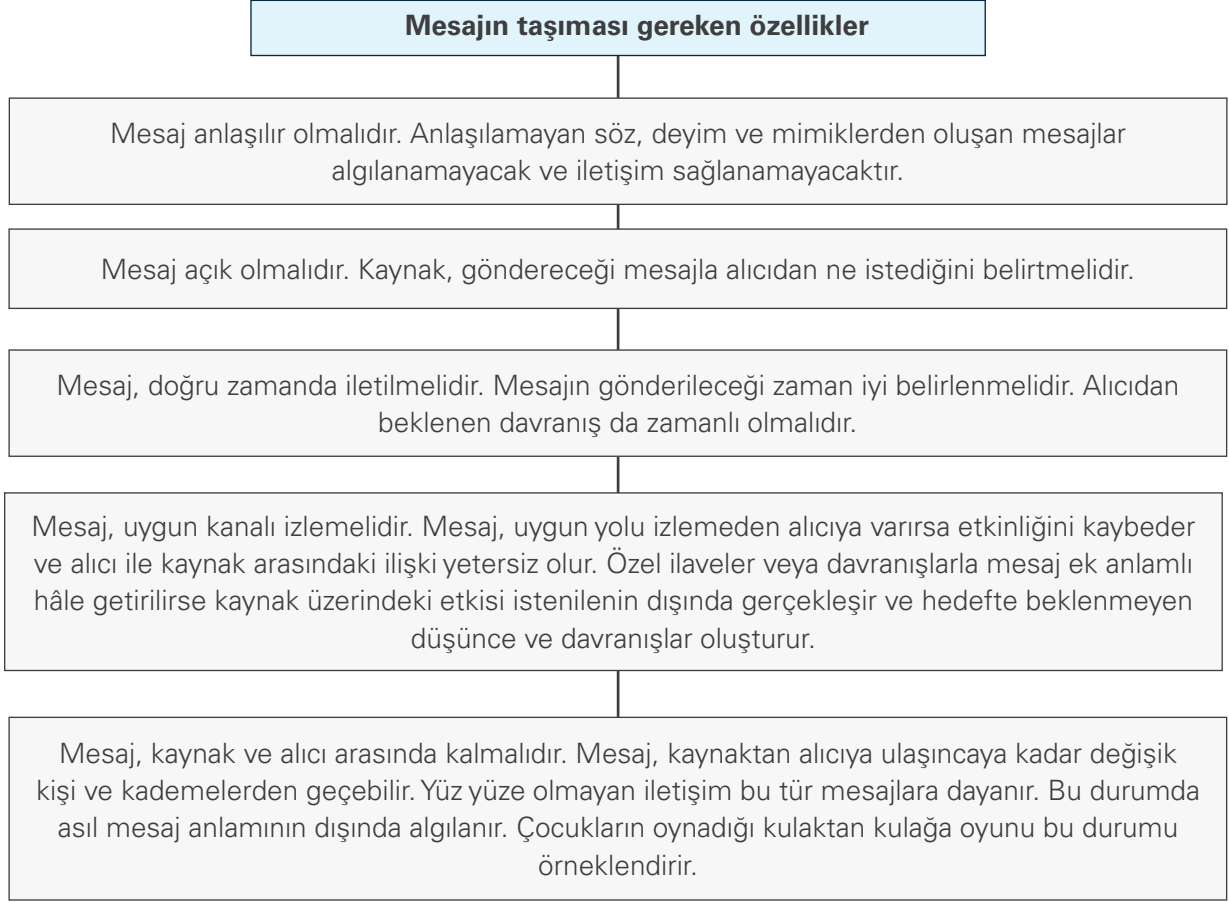 Mesajın taşıması gereken özellikler
Mesaj anlaşılır olmalıdır. Anlaşılamayan söz, deyim ve mimiklerden oluşan mesajlar
algılanamayacak ve iletişim sağlanamayacaktır.
Mesaj açık olmalıdır. Kaynak, göndereceği mesajla alıcıdan ne istediğini belirtmelidir.
Mesaj, doğru zamanda iletilmelidir. Mesajın gönderileceği zaman iyi belirlenmelidir. Alıcıdan
beklenen davranış da zamanlı olmalıdır.
Mesaj, uygun kanalı izlemelidir. Mesaj, uygun yolu izlemeden alıcıya varırsa etkinliğini kaybeder
ve alıcı ile kaynak arasındaki ilişki yetersiz olur. Özel ilaveler veya davranışlarla mesaj ek anlamlı
hâle getirilirse kaynak üzerindeki etkisi istenilenin dışında gerçekleşir ve hedefte beklenmeyen
düşünce ve davranışlar oluşturur.
Mesaj, kaynak ve alıcı arasında kalmalıdır. Mesaj, kaynaktan alıcıya ulaşıncaya kadar değişik
kişi ve kademelerden geçebilir. Yüz yüze olmayan iletişim bu tür mesajlara dayanır. Bu durumda
asıl mesaj anlamının dışında algılanır. Çocukların oynadığı kulaktan kulağa oyunu bu durumu
örneklendirir.